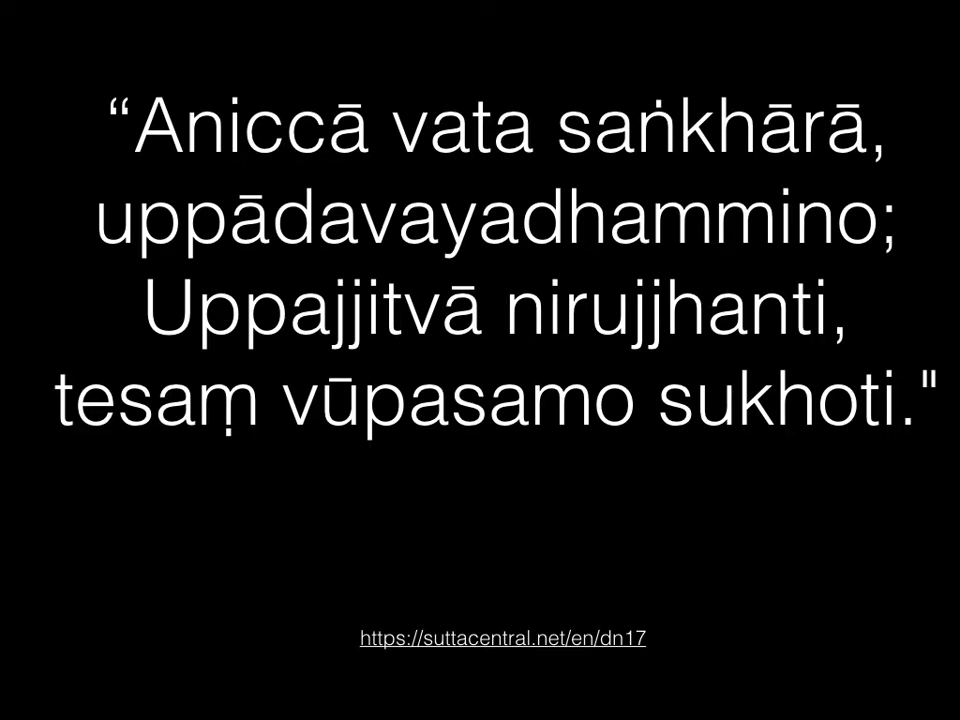 “Aniccā vata saṅkhārā,
uppādavayadhammino;
Uppajjitvā nirujjhanti,
tesaṃ vūpasamo sukhoti."
https://suttacentral.net/en/dn17